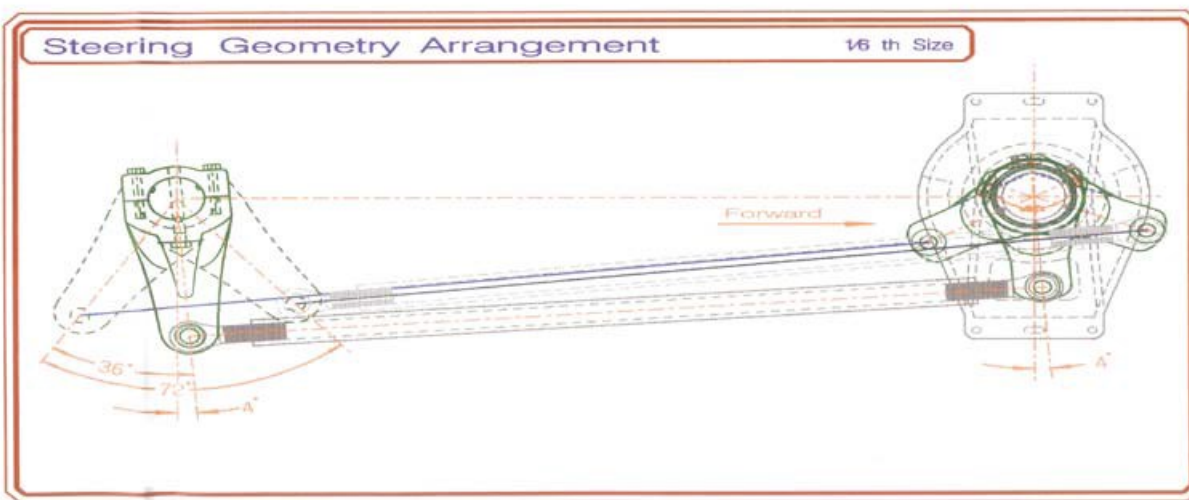 Steering Geometry Arrangement
1/6 th Size
Forward
36°
72°
4°
4°